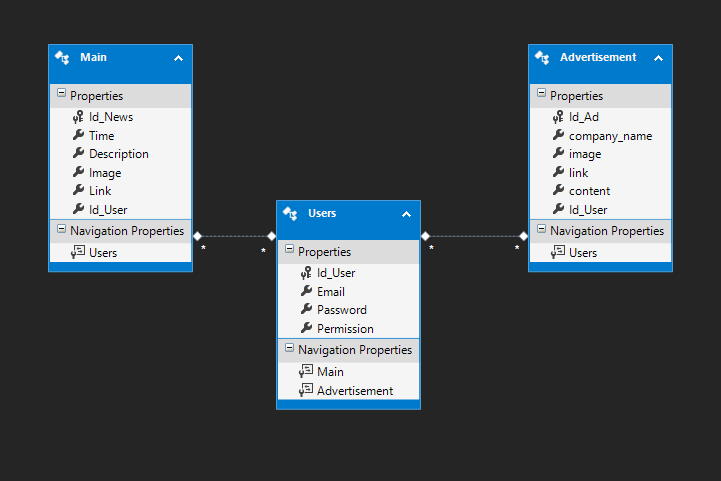 Main
Properties
Id_News
Time
Description
Image
Link
Id_User
Navigation Properties
Users
*
*
Users
Properties
Id_User
Email
Password
Permission
Navigation Properties
Main
Advertisement
*
*
Advertisement
Properties
Id_Ad
company_name
image
link
content
Id_User
Navigation Properties
Users